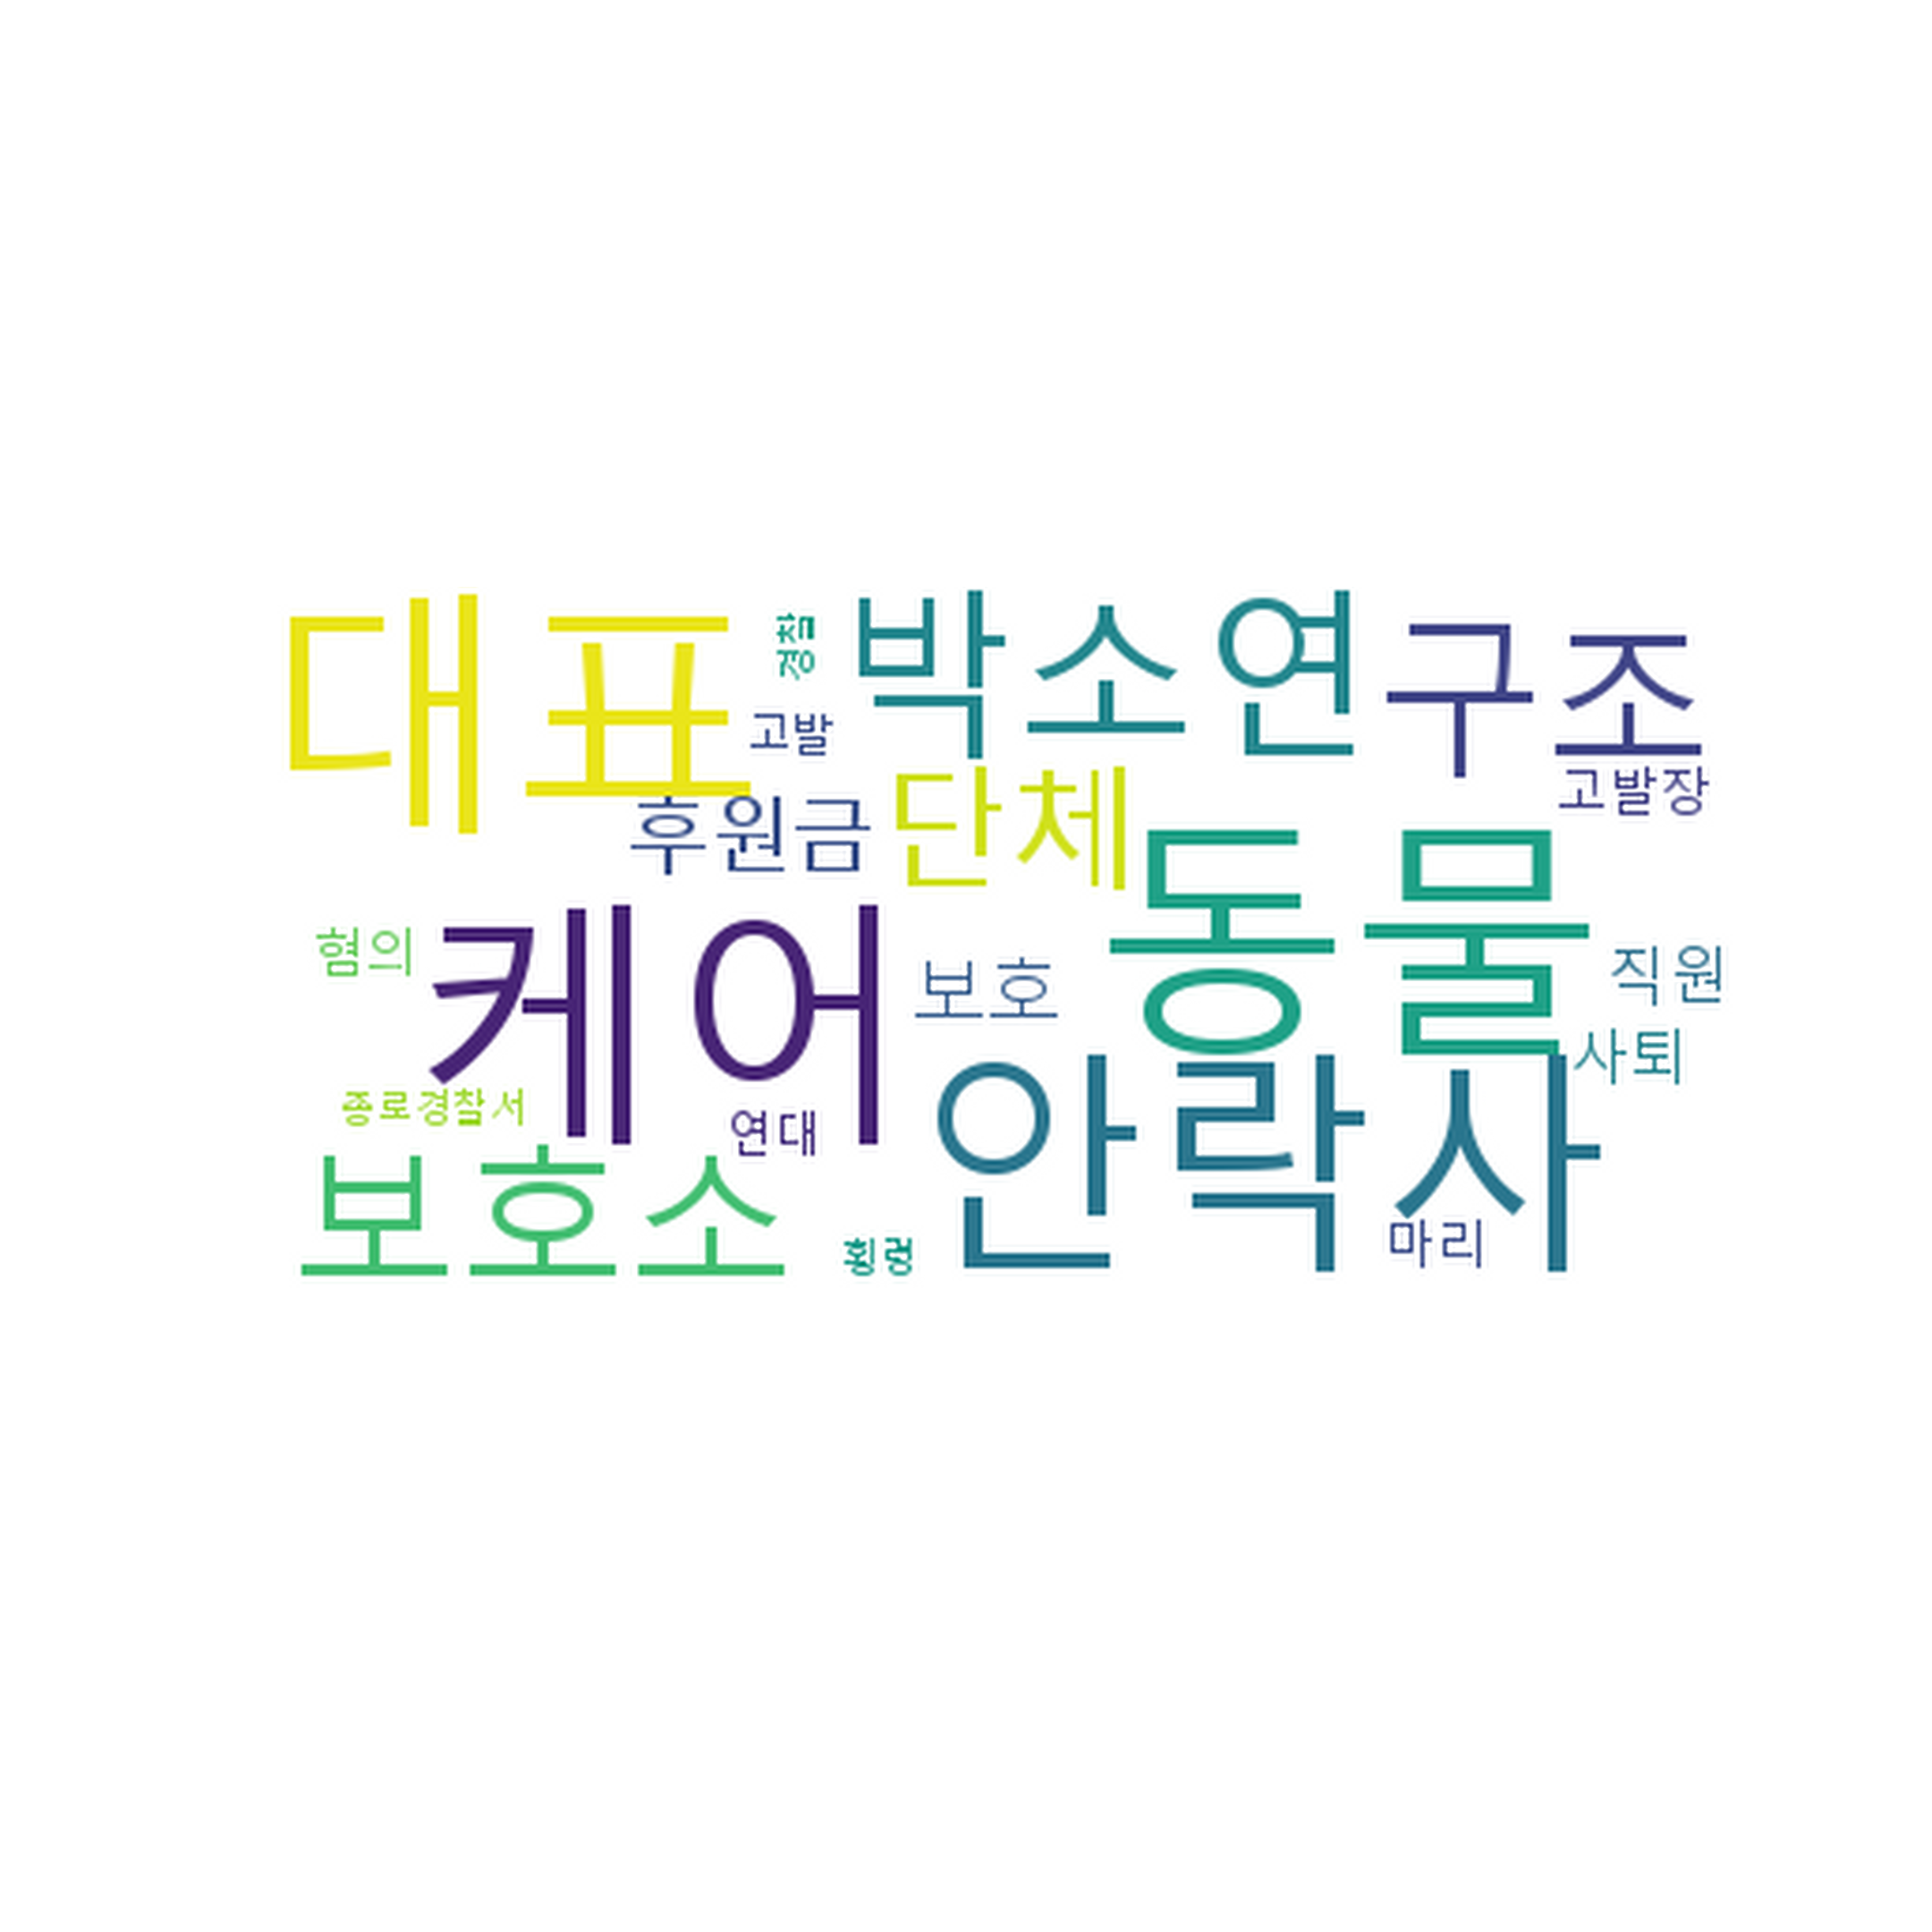 대표
경찰
박소연
구조
고발
고발장
후원금
단체
동물
케어
혐의
보호
직원
사퇴
안락사
종로경찰서
연대
보호소
횡령
마리